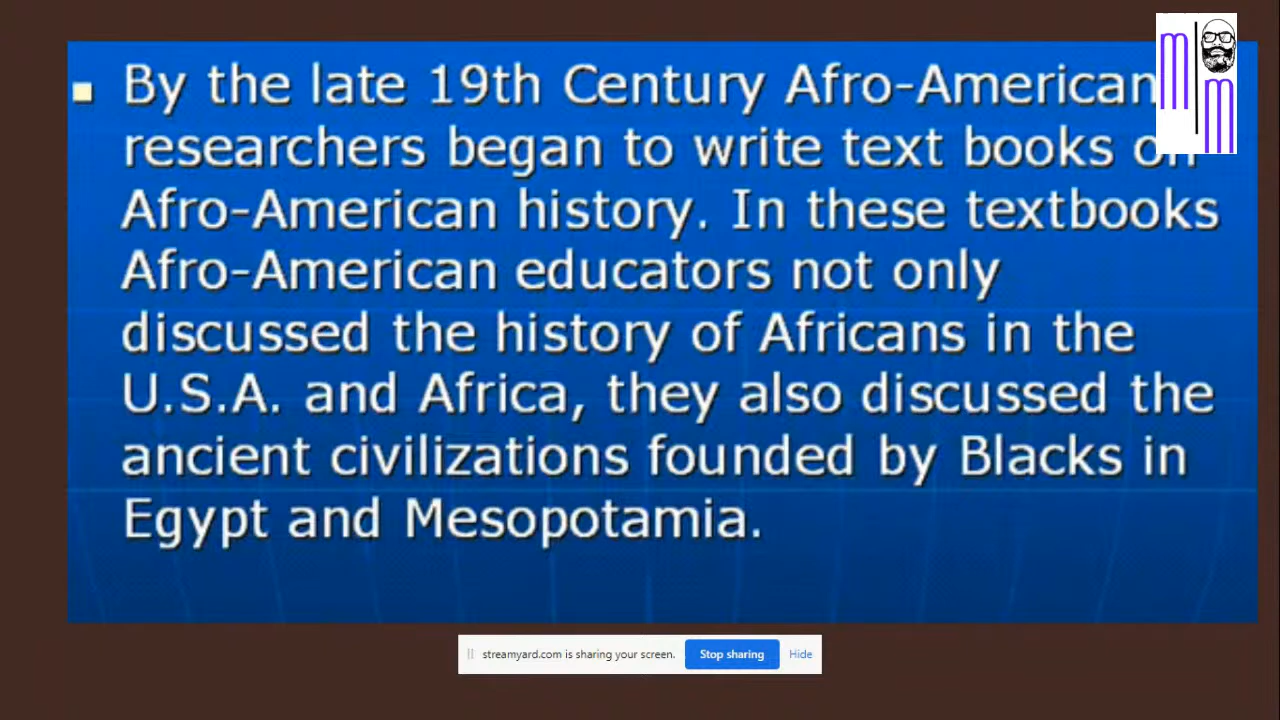 By the late 19th Century Afro-American
researchers began to write text books on
Afro-American history. In these textbooks
Afro-American educators not only
discussed the history of Africans in the
U.S.A. and Africa, they also discussed the
ancient civilizations founded by Blacks in
Egypt and Mesopotamia.
m
m
streamyard.com is sharing your screen. Stop sharing Hide